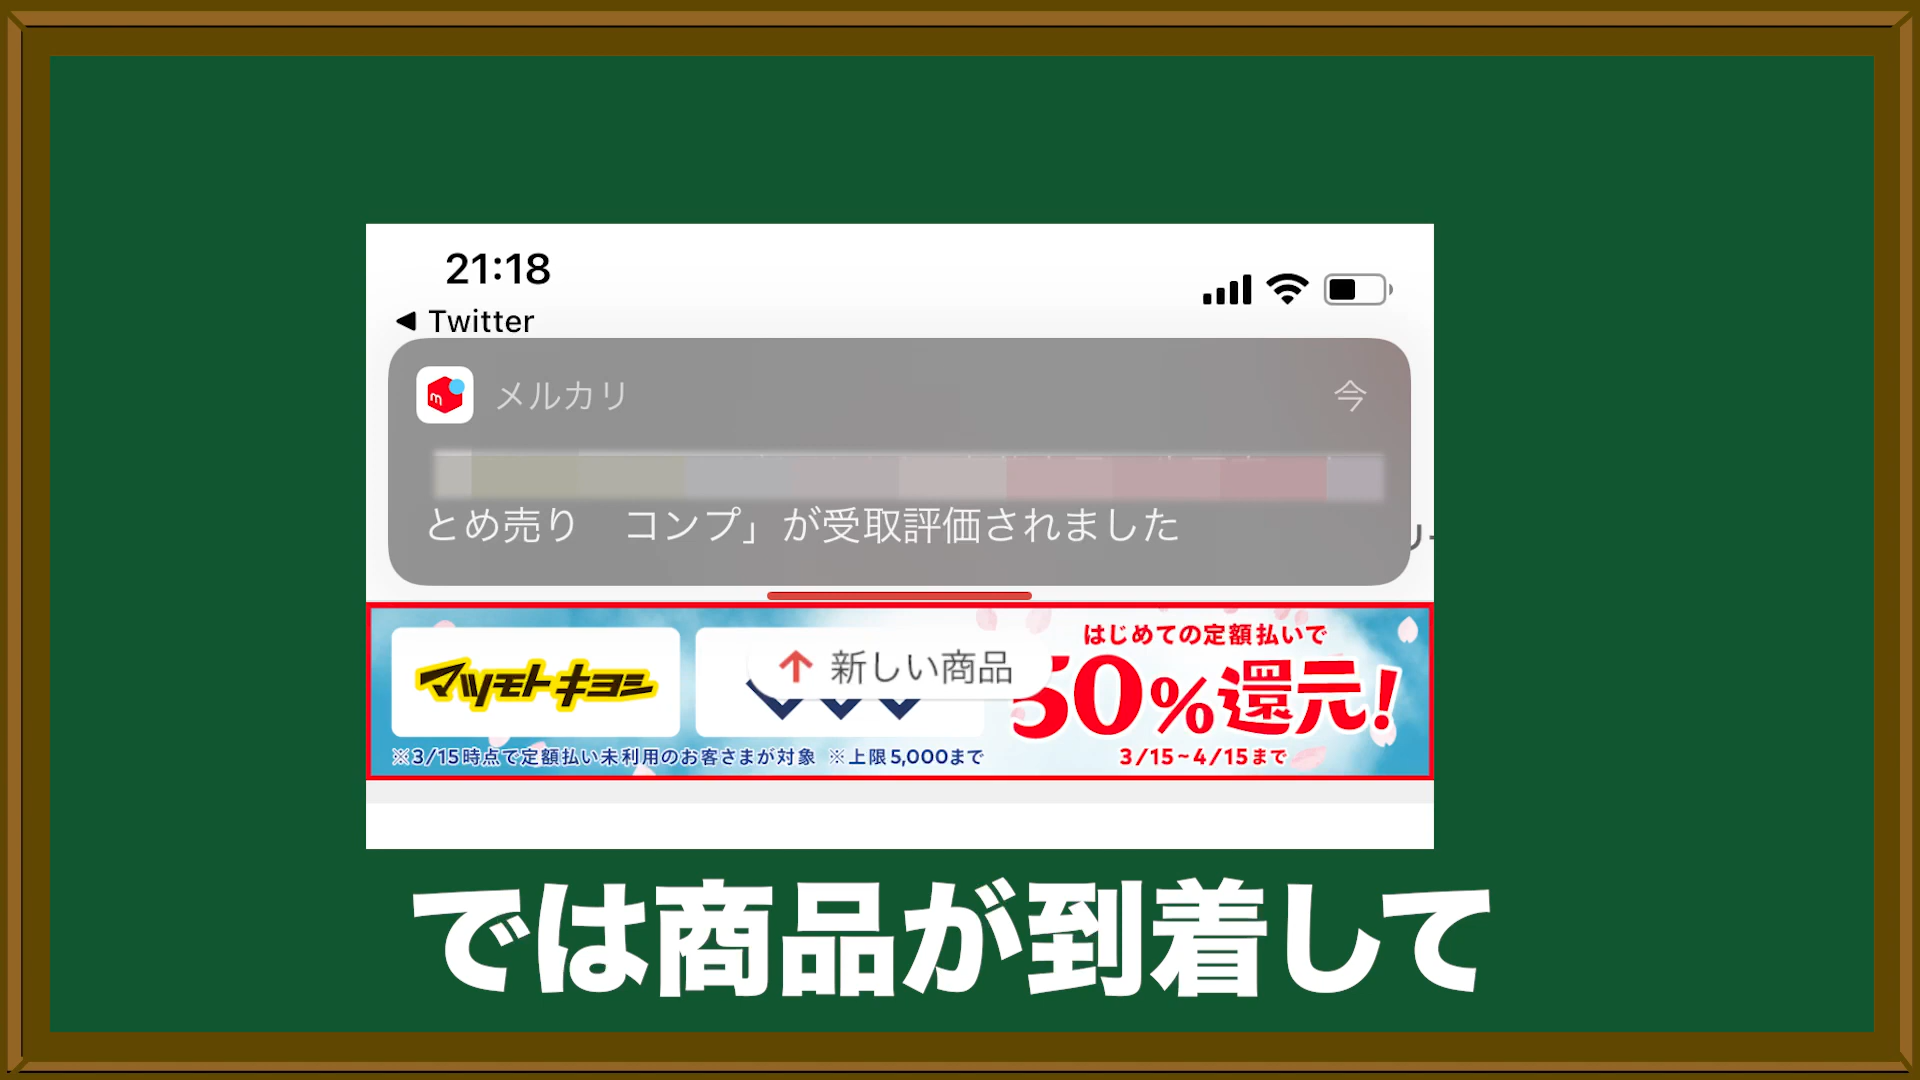 21:18
◀ Twitter
メルカリ
今
とめ売り　コンプ」が受取評価されました
マツモトキヨシ
↑ 新しい商品
はじめての定額払いで
50%還元!
※3/15時点で定額払い未利用のお客さまが対象 ※上限5,000まで
3/15~4/15まで
では商品が到着して